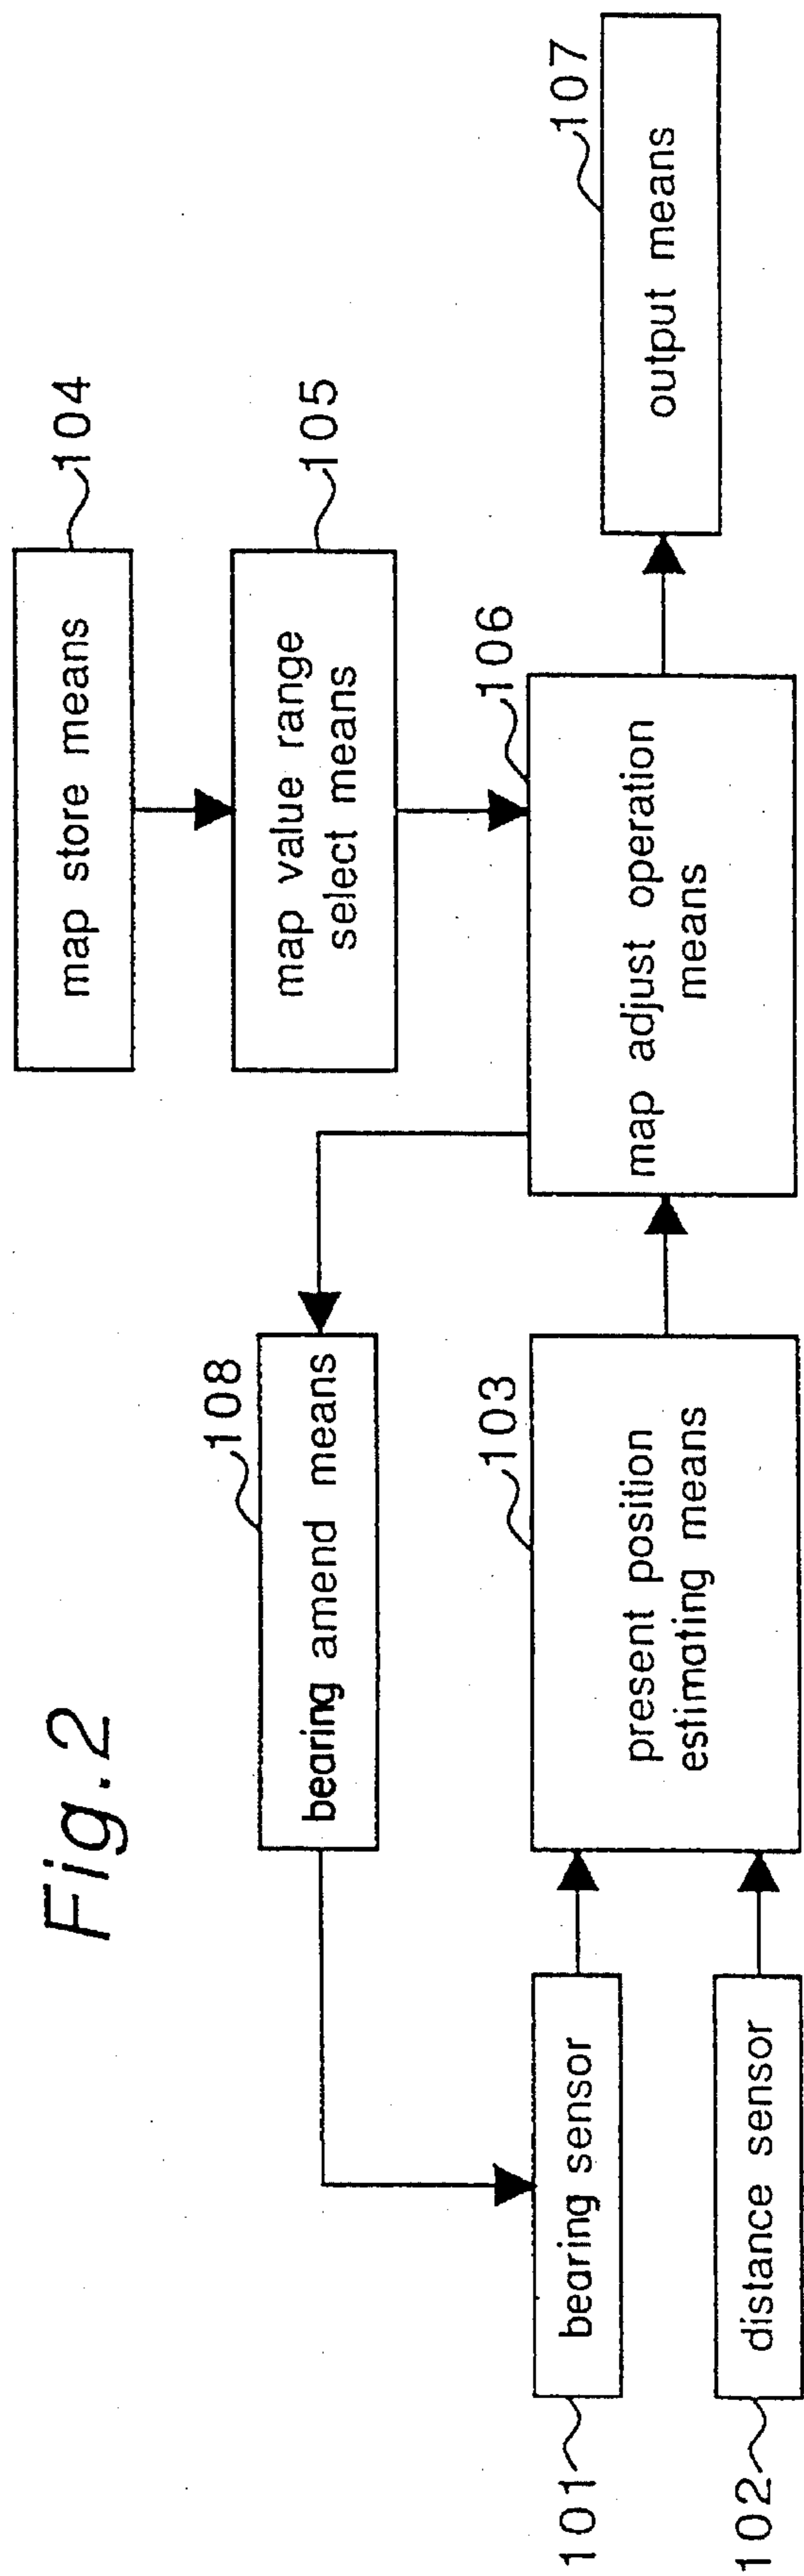 Fig.2
104
map store means
105
map value range
select means
108
bearing amend means
106
map adjust operation
means
107
output means
103
present position
estimating means
101
bearing sensor
102
distance sensor